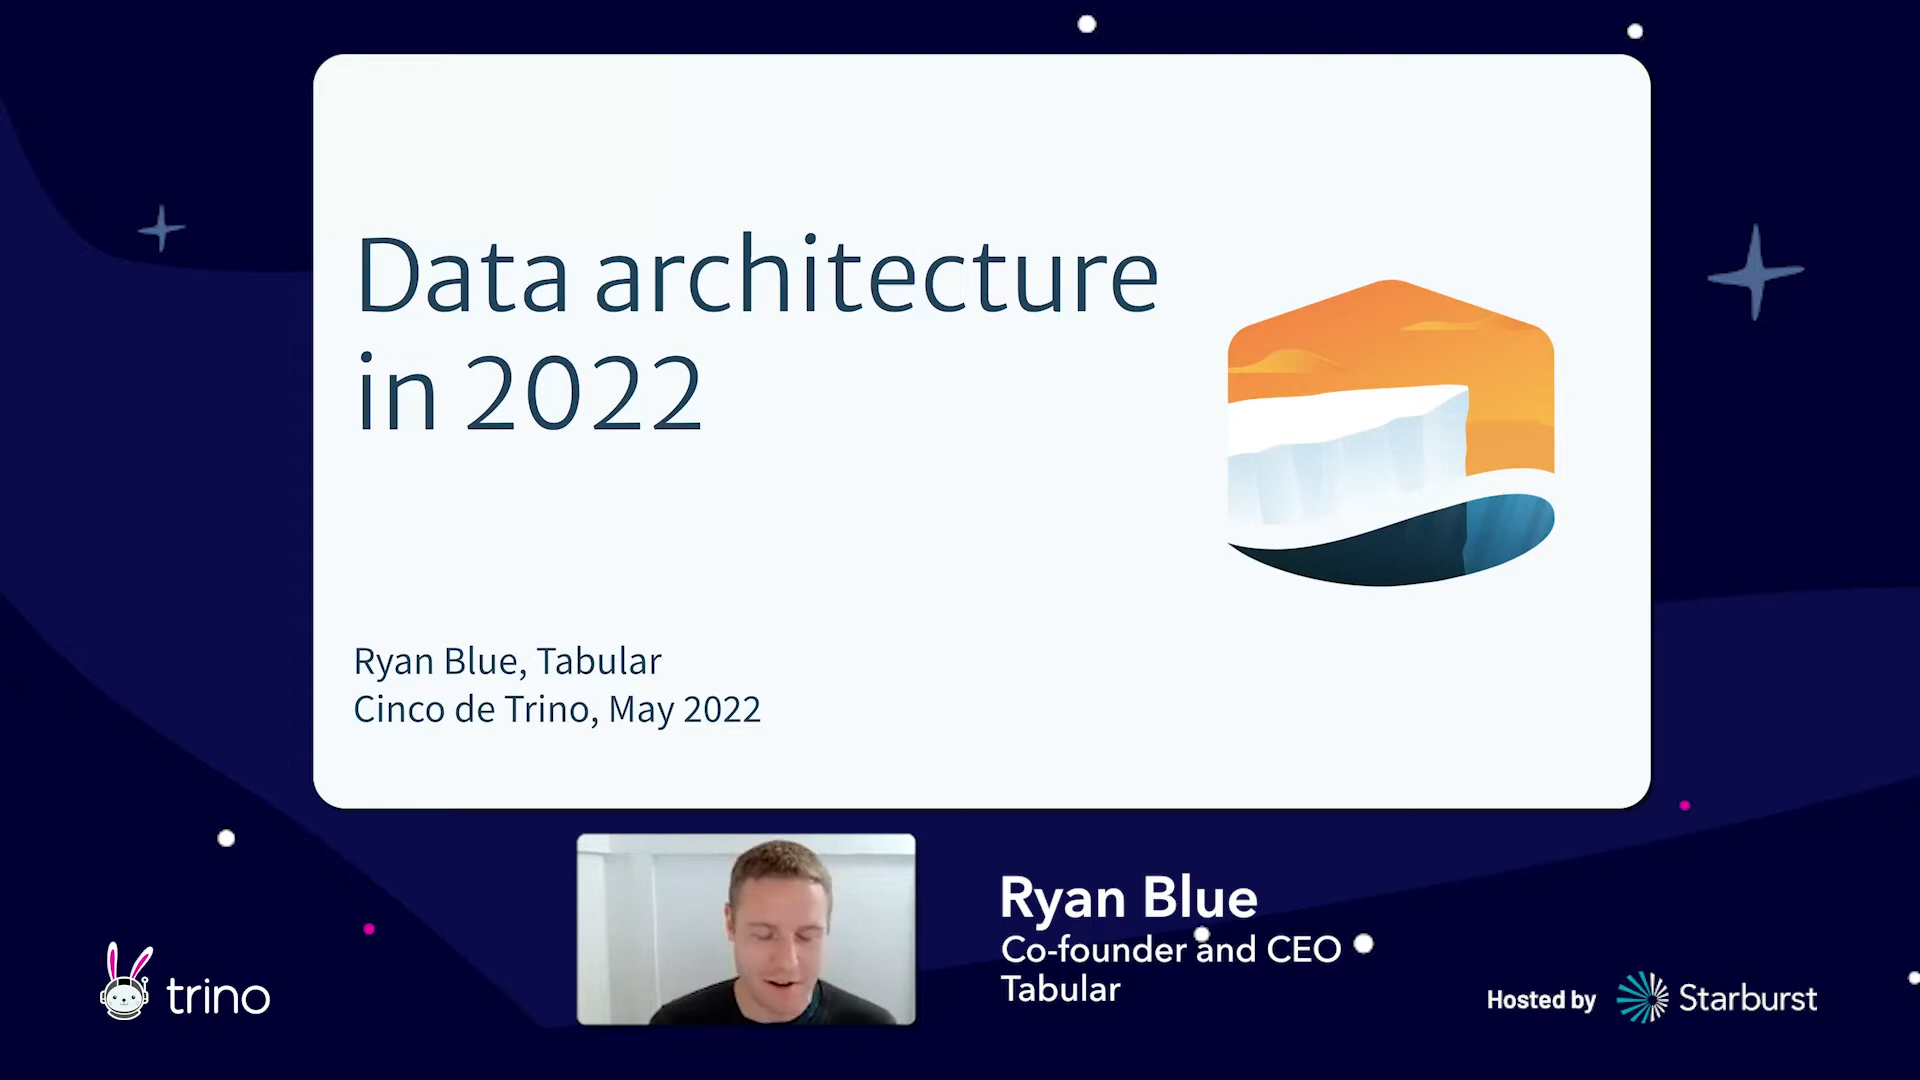 Data architecture
in 2022
Ryan Blue, Tabular
Cinco de Trino, May 2022
Ryan Blue
Co-founder and CEO
Tabular
trino
Hosted by Starburst